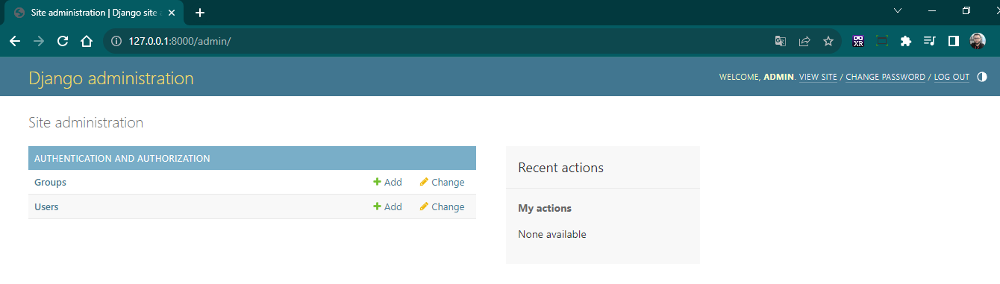 Site administration | Django site a
127.0.0.1:8000/admin/
XR
Django administration
WELCOME, ADMIN. VIEW SITE / CHANGE PASSWORD / LOG OUT
Site administration
AUTHENTICATION AND AUTHORIZATION
Groups Add Change
Users Add Change
Recent actions
My actions
None available